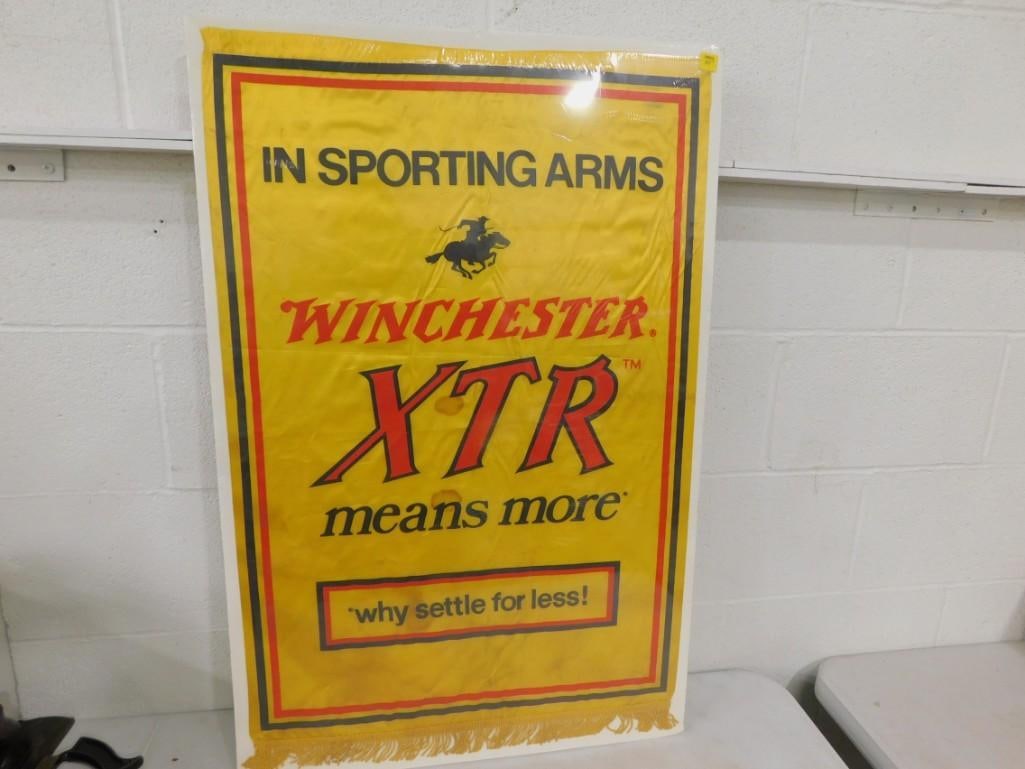 IN SPORTING ARMS
WINCHESTER®
XTR™
means more*
*why settle for less!